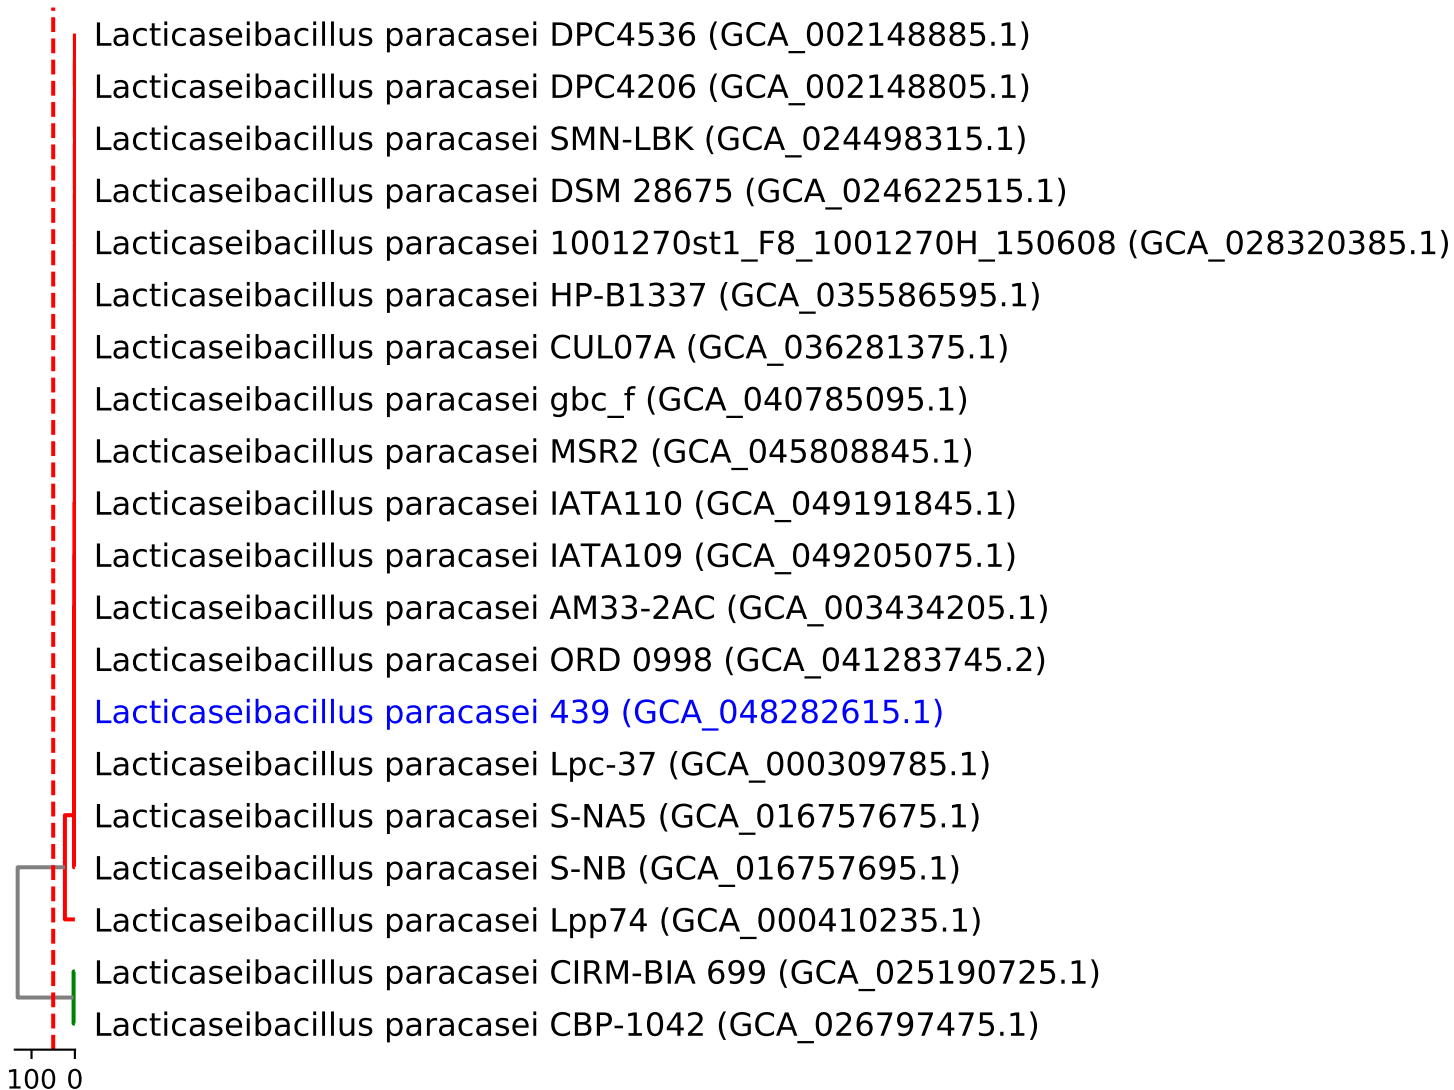 Lacticaseibacillus paracasei DPC4536 (GCA_002148885.1)
Lacticaseibacillus paracasei DPC4206 (GCA_002148805.1)
Lacticaseibacillus paracasei SMN-LBK (GCA_024498315.1)
Lacticaseibacillus paracasei DSM 28675 (GCA_024622515.1)
Lacticaseibacillus paracasei 1001270st1_F8_1001270H_150608 (GCA_028320385.1)
Lacticaseibacillus paracasei HP-B1337 (GCA_035586595.1)
Lacticaseibacillus paracasei CUL07A (GCA_036281375.1)
Lacticaseibacillus paracasei gbc_f (GCA_040785095.1)
Lacticaseibacillus paracasei MSR2 (GCA_045808845.1)
Lacticaseibacillus paracasei IATA110 (GCA_049191845.1)
Lacticaseibacillus paracasei IATA109 (GCA_049205075.1)
Lacticaseibacillus paracasei AM33-2AC (GCA_003434205.1)
Lacticaseibacillus paracasei ORD 0998 (GCA_041283745.2)
Lacticaseibacillus paracasei 439 (GCA_048282615.1)
Lacticaseibacillus paracasei Lpc-37 (GCA_000309785.1)
Lacticaseibacillus paracasei S-NA5 (GCA_016757675.1)
Lacticaseibacillus paracasei S-NB (GCA_016757695.1)
Lacticaseibacillus paracasei Lpp74 (GCA_000410235.1)
Lacticaseibacillus paracasei CIRM-BIA 699 (GCA_025190725.1)
Lacticaseibacillus paracasei CBP-1042 (GCA_026797475.1)
100 0